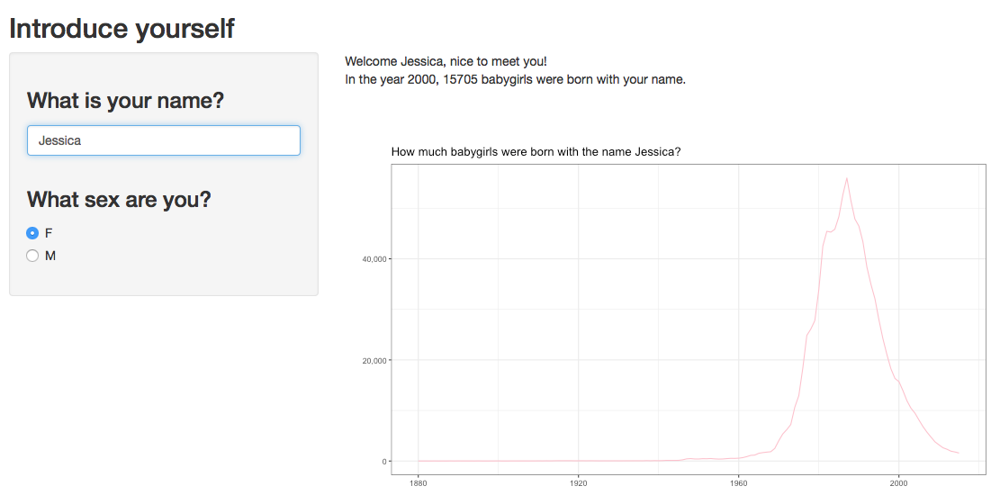 Introduce yourself
What is your name?
Jessica
What sex are you?
F
M
Welcome Jessica, nice to meet you!
In the year 2000, 15705 babygirls were born with your name.
How much babygirls were born with the name Jessica?
40,000
20,000
0
1880 1920 1960 2000